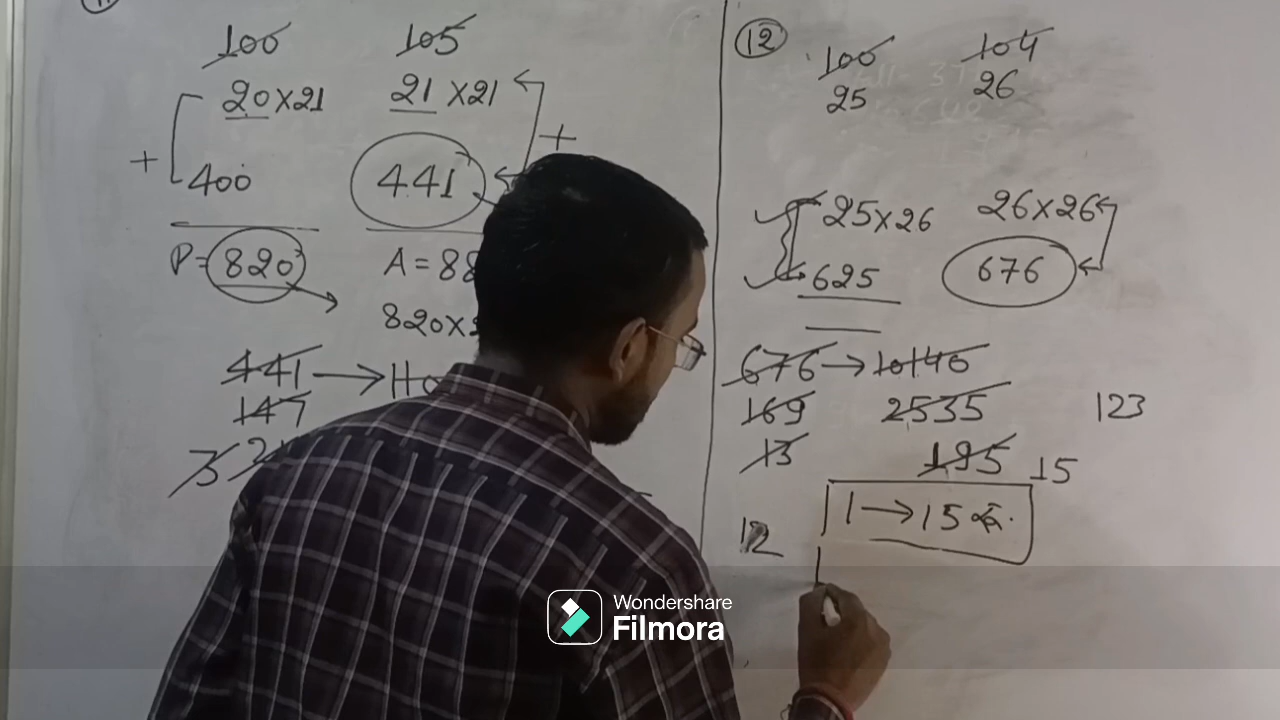 100 105
20×21 21×21
+ +
400 441
P=820 A=88
820×
441→
147
3
12
100 104
25 26
25×26 26×26
625 676
676→10140
169 2535 123
13 195 15
1→15 रु.
12
Wondershare
Filmora